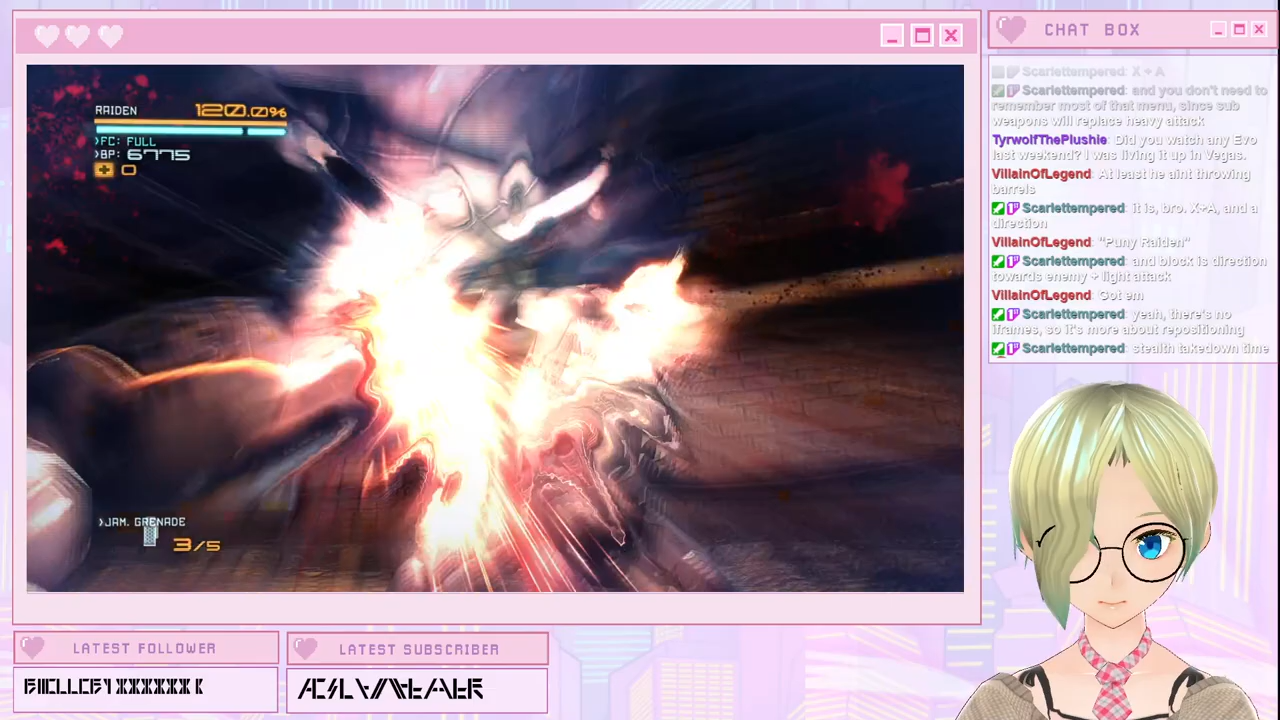 RAIDEN 120.0%
>FC: FULL
>BP: 6775
0
>JAM. GRENADE
3/5
CHAT BOX
Scarlettempered: X + A
Scarlettempered: and you don't need to
remember most of that menu, since sub
weapons will replace heavy attack
TyrwolfThePlushie: Did you watch any Evo
last weekend? I was living it up in Vegas.
VillainOfLegend: At least he aint throwing
barrels
Scarlettempered: it is, bro. X+A, and a
direction
VillainOfLegend: "Puny Raiden"
Scarlettempered: and block is direction
towards enemy + light attack
VillainOfLegend: Got em
Scarlettempered: yeah, there's no
iframes, so it's more about repositioning
Scarlettempered: stealth takedown time
LATEST FOLLOWER
LATEST SUBSCRIBER